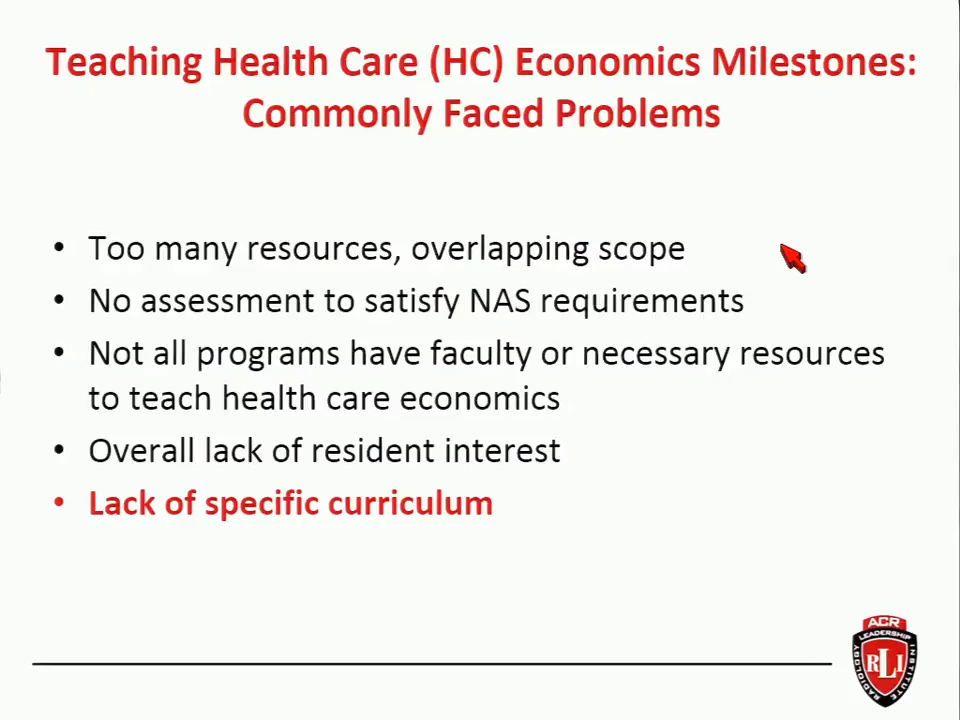 Teaching Health Care (HC) Economics Milestones:
Commonly Faced Problems
• Too many resources, overlapping scope
• No assessment to satisfy NAS requirements
• Not all programs have faculty or necessary resources
to teach health care economics
• Overall lack of resident interest
• Lack of specific curriculum
ACR
LEADERSHIP
RADIOLOGY
INSTITUTE
RLI